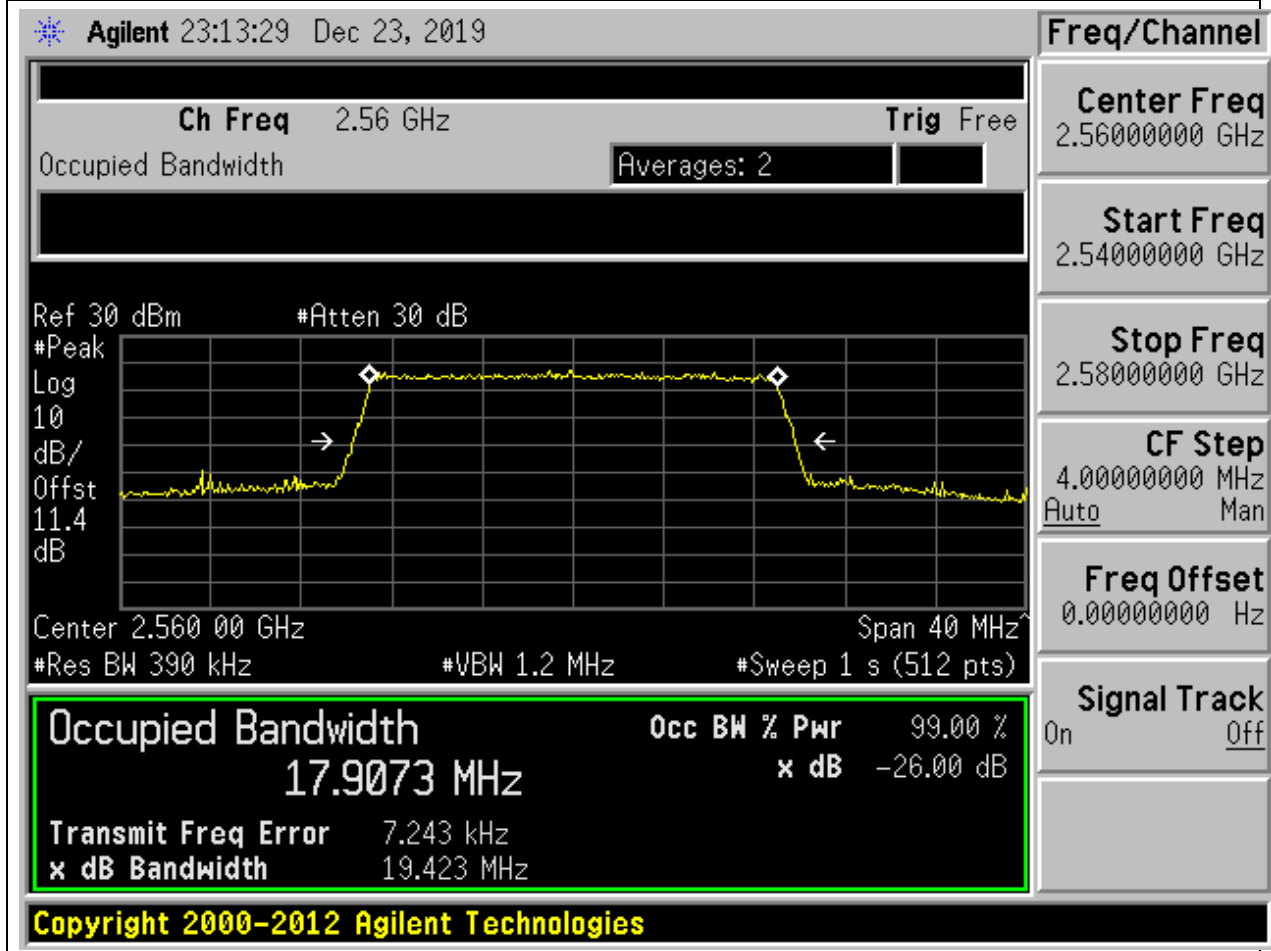 Agilent 23:13:29 Dec 23, 2019
Freq/Channel
Ch Freq 2.56 GHz Trig Free
Occupied Bandwidth Averages: 2
Center Freq
2.56000000 GHz
Start Freq
2.54000000 GHz
Stop Freq
2.58000000 GHz
CF Step
4.00000000 MHz
Auto Man
Freq Offset
0.00000000 Hz
Signal Track
On Off
Ref 30 dBm #Atten 30 dB
#Peak
Log
10
dB/
Offst
11.4
dB
Center 2.560 00 GHz Span 40 MHz^
#Res BW 390 kHz #VBW 1.2 MHz #Sweep 1 s (512 pts)
Occupied Bandwidth Occ BW % Pwr 99.00 %
17.9073 MHz x dB -26.00 dB
Transmit Freq Error 7.243 kHz
x dB Bandwidth 19.423 MHz
Copyright 2000-2012 Agilent Technologies